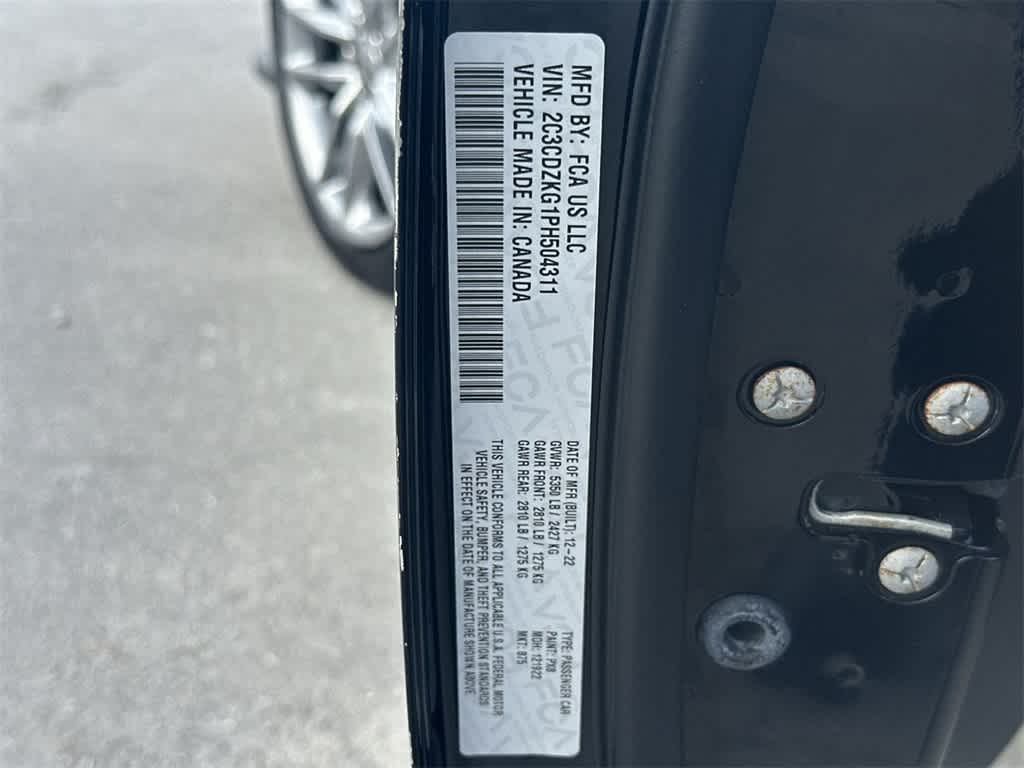 MFD BY: FCA US LLC
VIN: 2C3CDZKG1PH504311
VEHICLE MADE IN: CANADA
DATE OF MFR (BUILT): 12-22
GVWR: 5350 LB / 2427 KG
GAWR FRONT: 2810 LB / 1275 KG
GAWR REAR: 2810 LB / 1275 KG
TYPE: PASSENGER CAR
PAINT: PX8
MDH: 121922
MKT: B75
THIS VEHICLE CONFORMS TO ALL APPLICABLE U.S.A. FEDERAL MOTOR
VEHICLE SAFETY, BUMPER, AND THEFT PREVENTION STANDARDS
IN EFFECT ON THE DATE OF MANUFACTURE SHOWN ABOVE.